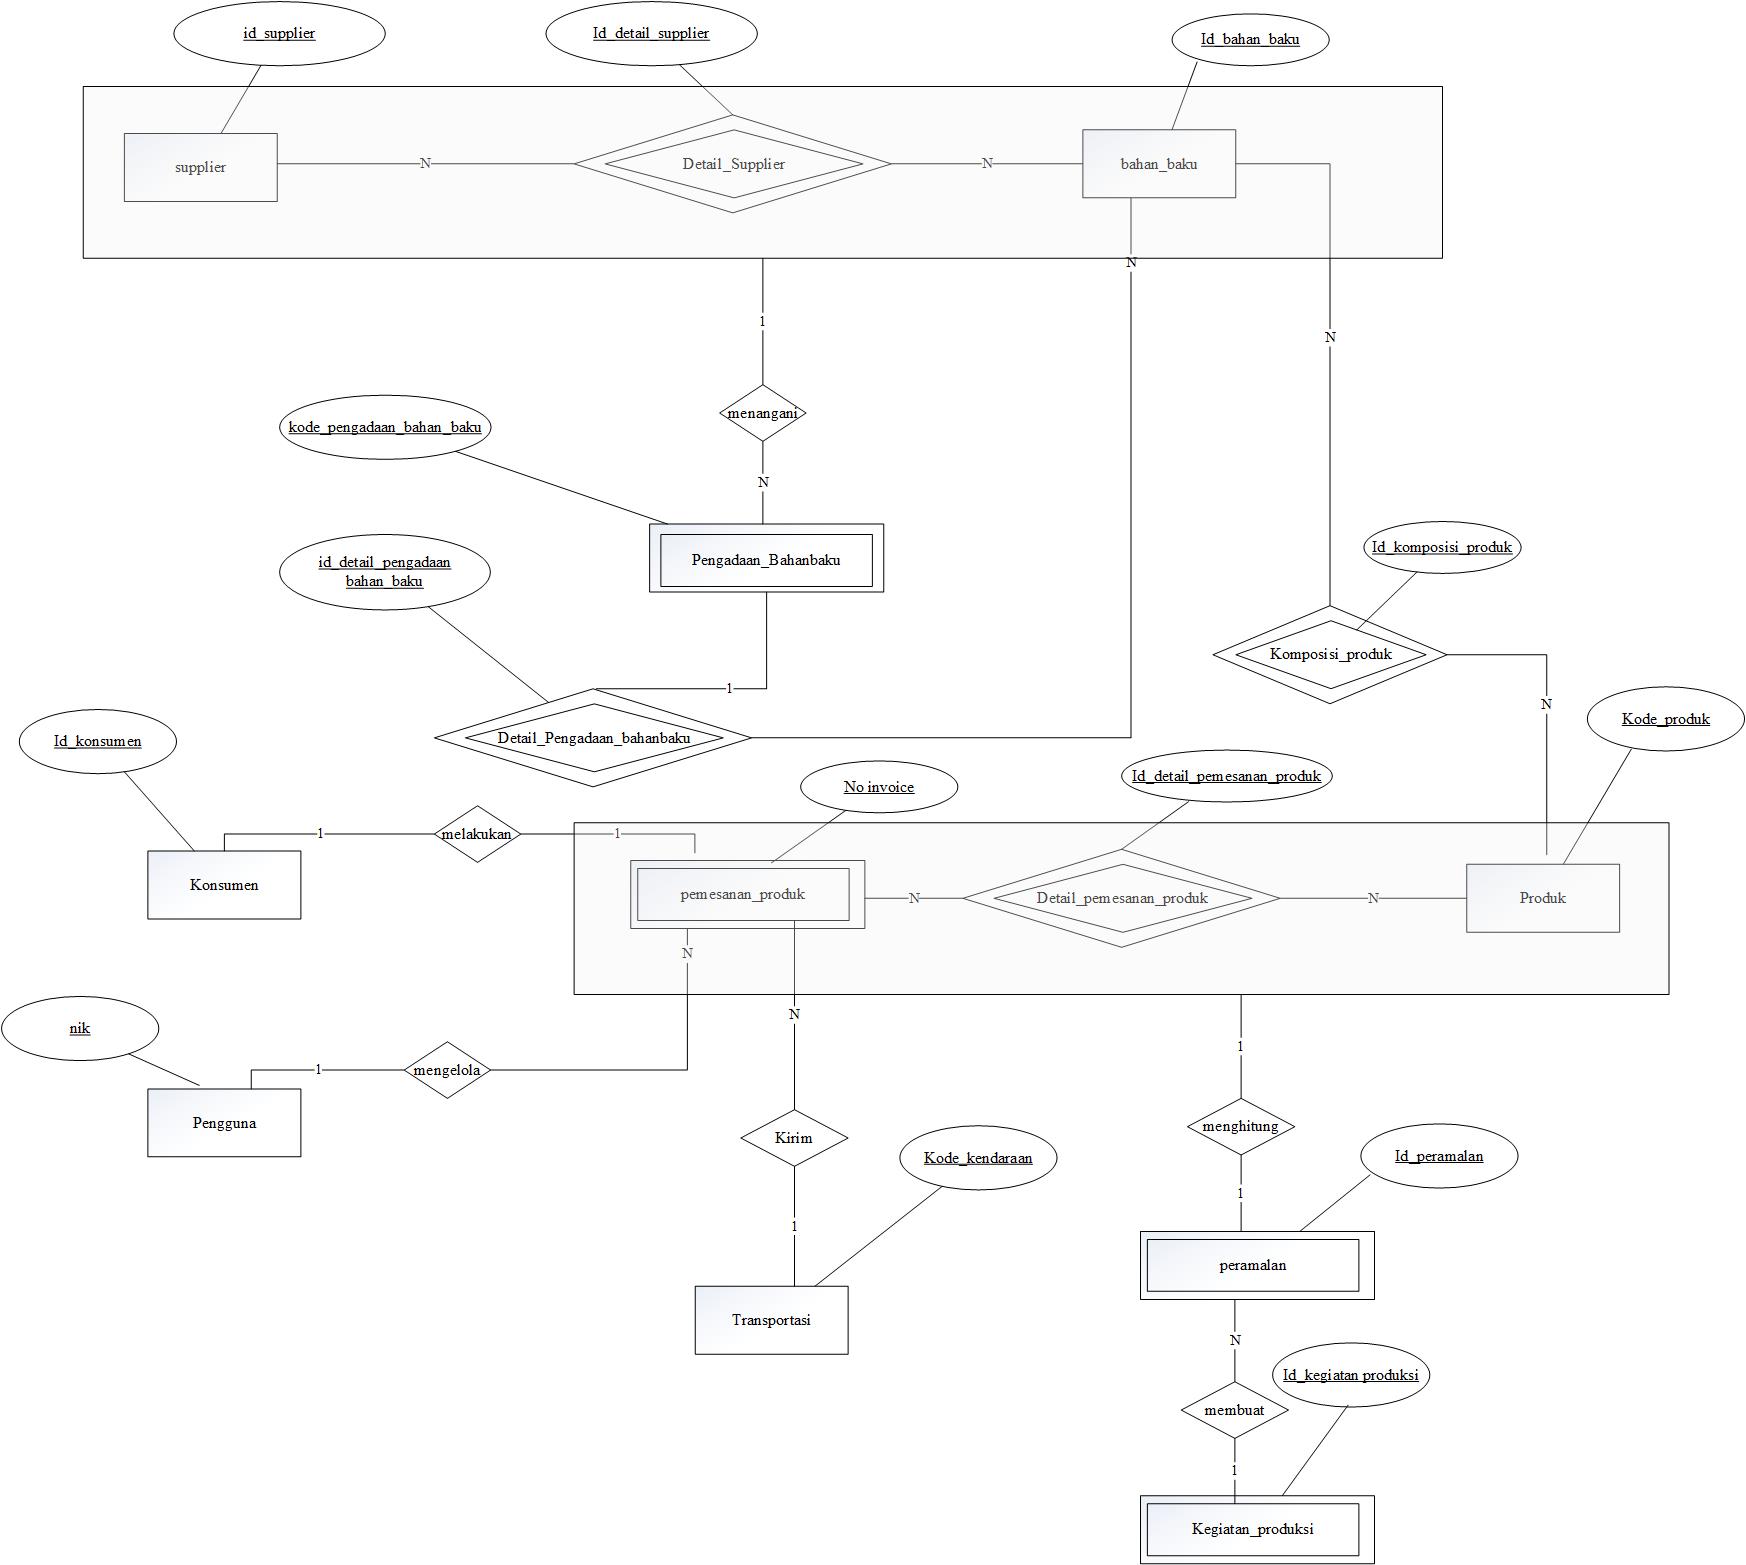 id_supplier
Id_detail_supplier
Id_bahan_baku
supplier
N
Detail_Supplier
N
bahan_baku
N
1
N
menangani
kode_pengadaan_bahan_baku
N
Pengadaan_Bahanbaku
Id_komposisi_produk
id_detail_pengadaan
bahan_baku
Komposisi_produk
1
N
Kode_produk
Detail_Pengadaan_bahanbaku
Id_konsumen
Id_detail_pemesanan_produk
No invoice
1
melakukan
1
Konsumen
pemesanan_produk
N
Detail_pemesanan_produk
N
Produk
N
N
nik
1
1
mengelola
Pengguna
menghitung
Kirim
Kode_kendaraan
Id_peramalan
1
1
peramalan
Transportasi
N
Id_kegiatan produksi
membuat
1
Kegiatan_produksi